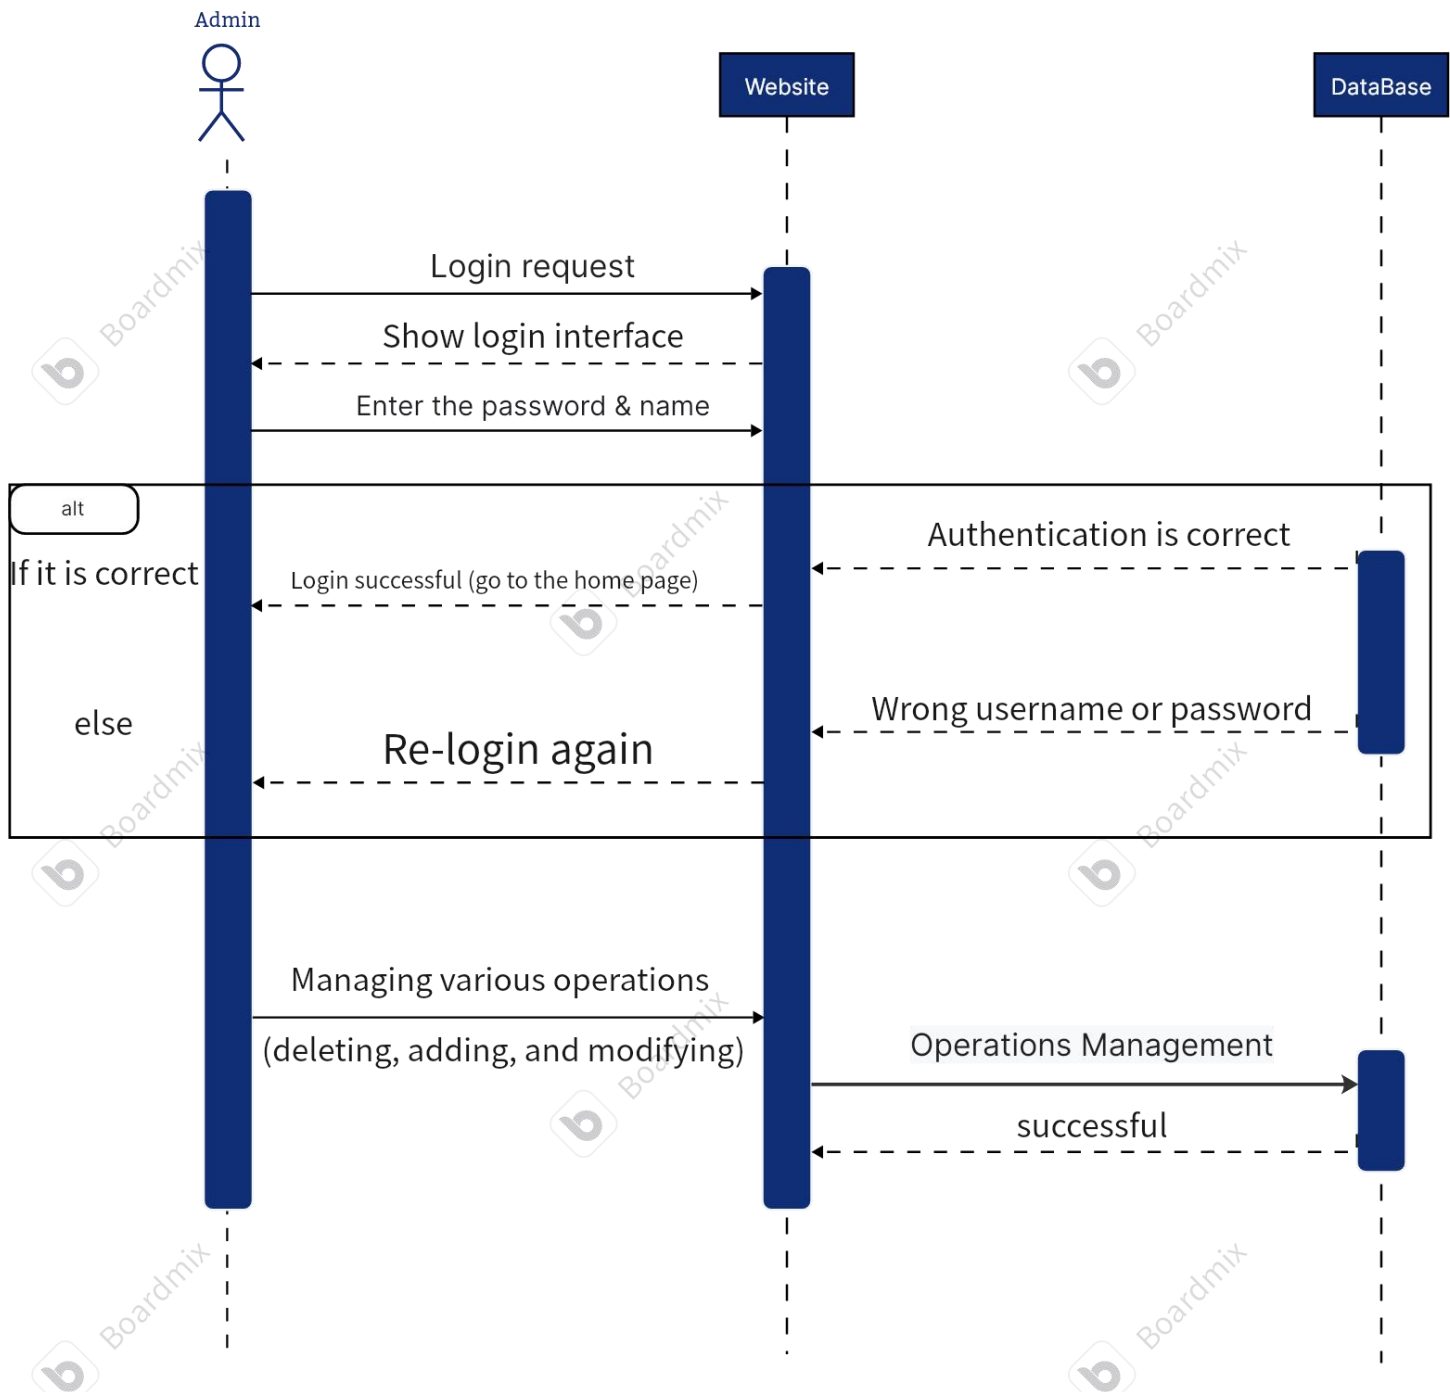 Admin
Website
DataBase
Login request
Show login interface
Enter the password & name
alt
Authentication is correct
If it is correct
Login successful (go to the home page)
Wrong username or password
else
Re-login again
Managing various operations
(deleting, adding, and modifying)
Operations Management
successful
Boardmix
Boardmix
Boardmix
Boardmix
Boardmix
Boardmix
Boardmix
Boardmix